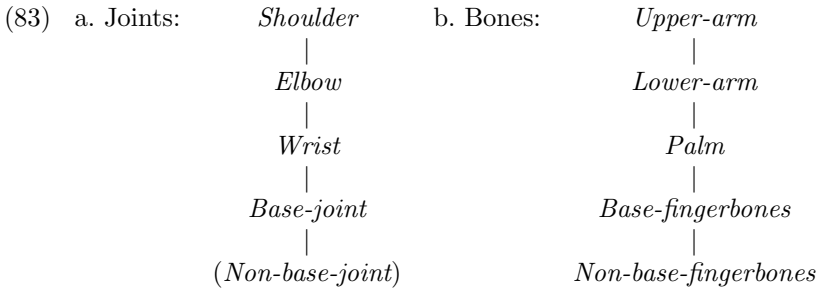 (83) a. Joints: Shoulder b. Bones: Upper-arm
Elbow Lower-arm
Wrist Palm
Base-joint Base-fingerbones
(Non-base-joint) Non-base-fingerbones